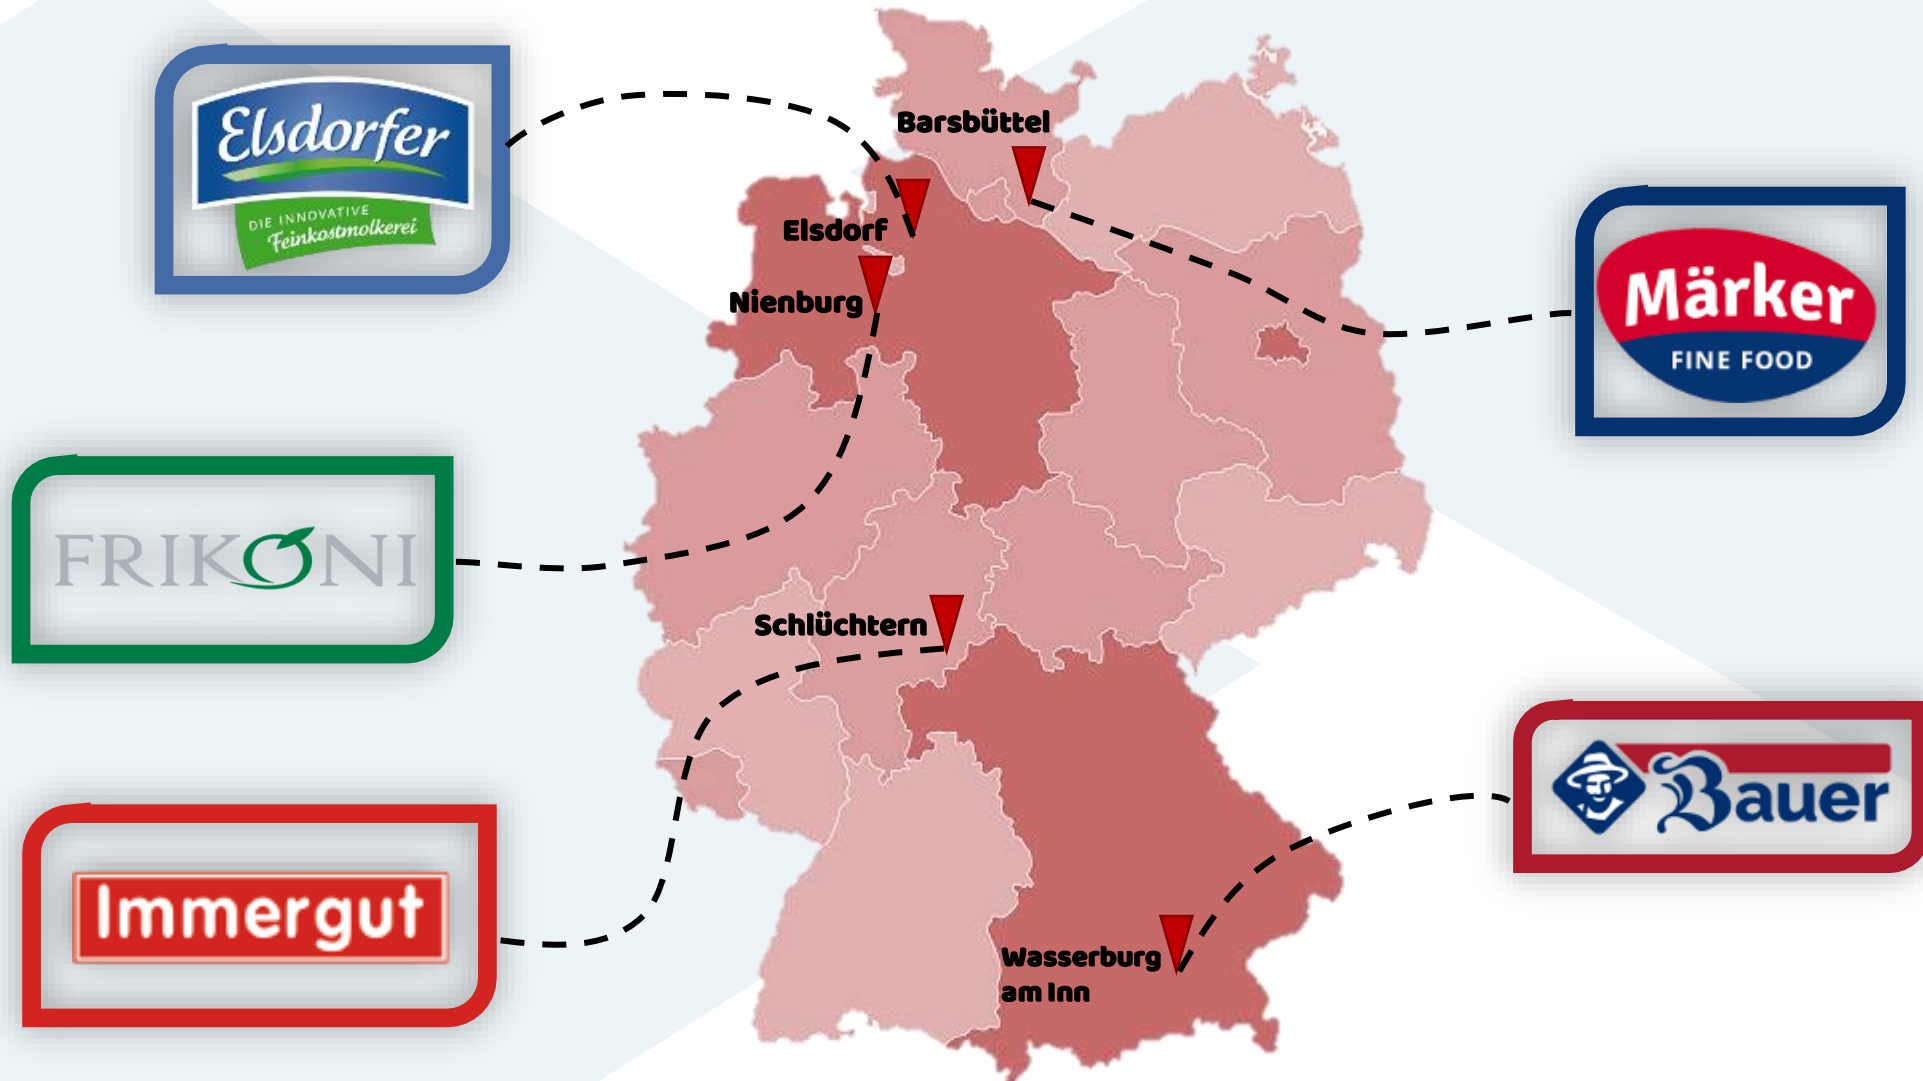 Elsdorfer
DIE INNOVATIVE
Feinkostmolkerei
Barsbüttel
Elsdorf
Nienburg
Märker
FINE FOOD
FRIKONI
Schlüchtern
Bauer
Immergut
Wasserburg
am Inn